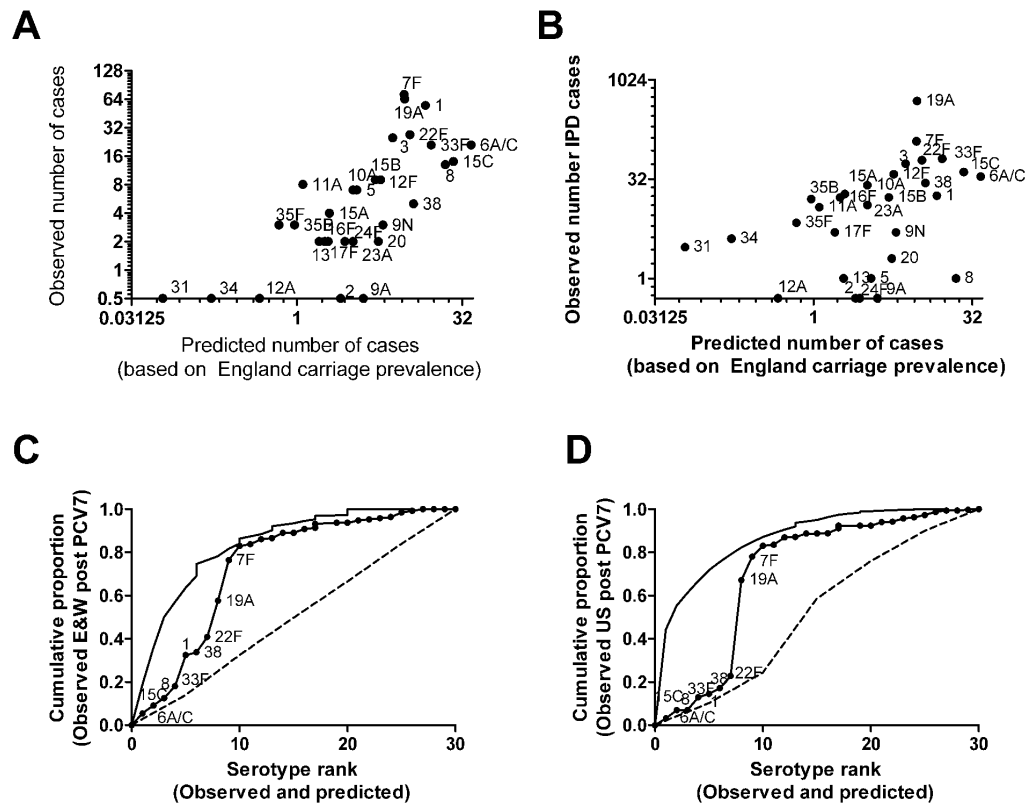 A
Observed number of cases
128
64
32
16
8
4
2
1
0.5
7F
19A
1
22F
3
33F
6A/C
15C
8
15B
10A
12F
5
11A
38
15A
35F
35B
16F
24F
9N
13
17F
23A
20
31
34
12A
2
9A
0.03125
1
32
Predicted number of cases
(based on England carriage prevalence)
B
Observed number IPD cases
1024
32
1
19A
7F
3
22F
33F
15C
6A/C
12F
15A
10A
38
35B
16F
15B
1
11A
23A
35F
17F
9N
34
31
20
13
5
8
12A
2
24F
9A
0.03125
1
32
Predicted number of cases
(based on England carriage prevalence)
C
Cumulative proportion
(Observed E&W post PCV7)
1.0
0.8
0.6
0.4
0.2
0.0
7F
19A
22F
1
38
33F
8
15C
6A/C
0
10
20
30
Serotype rank
(Observed and predicted)
D
Cumulative proportion
(Observed US post PCV7)
1.0
0.8
0.6
0.4
0.2
0.0
7F
19A
22F
38
33F
1
5C
8
6A/C
0
10
20
30
Serotype rank
(Observed and predicted)